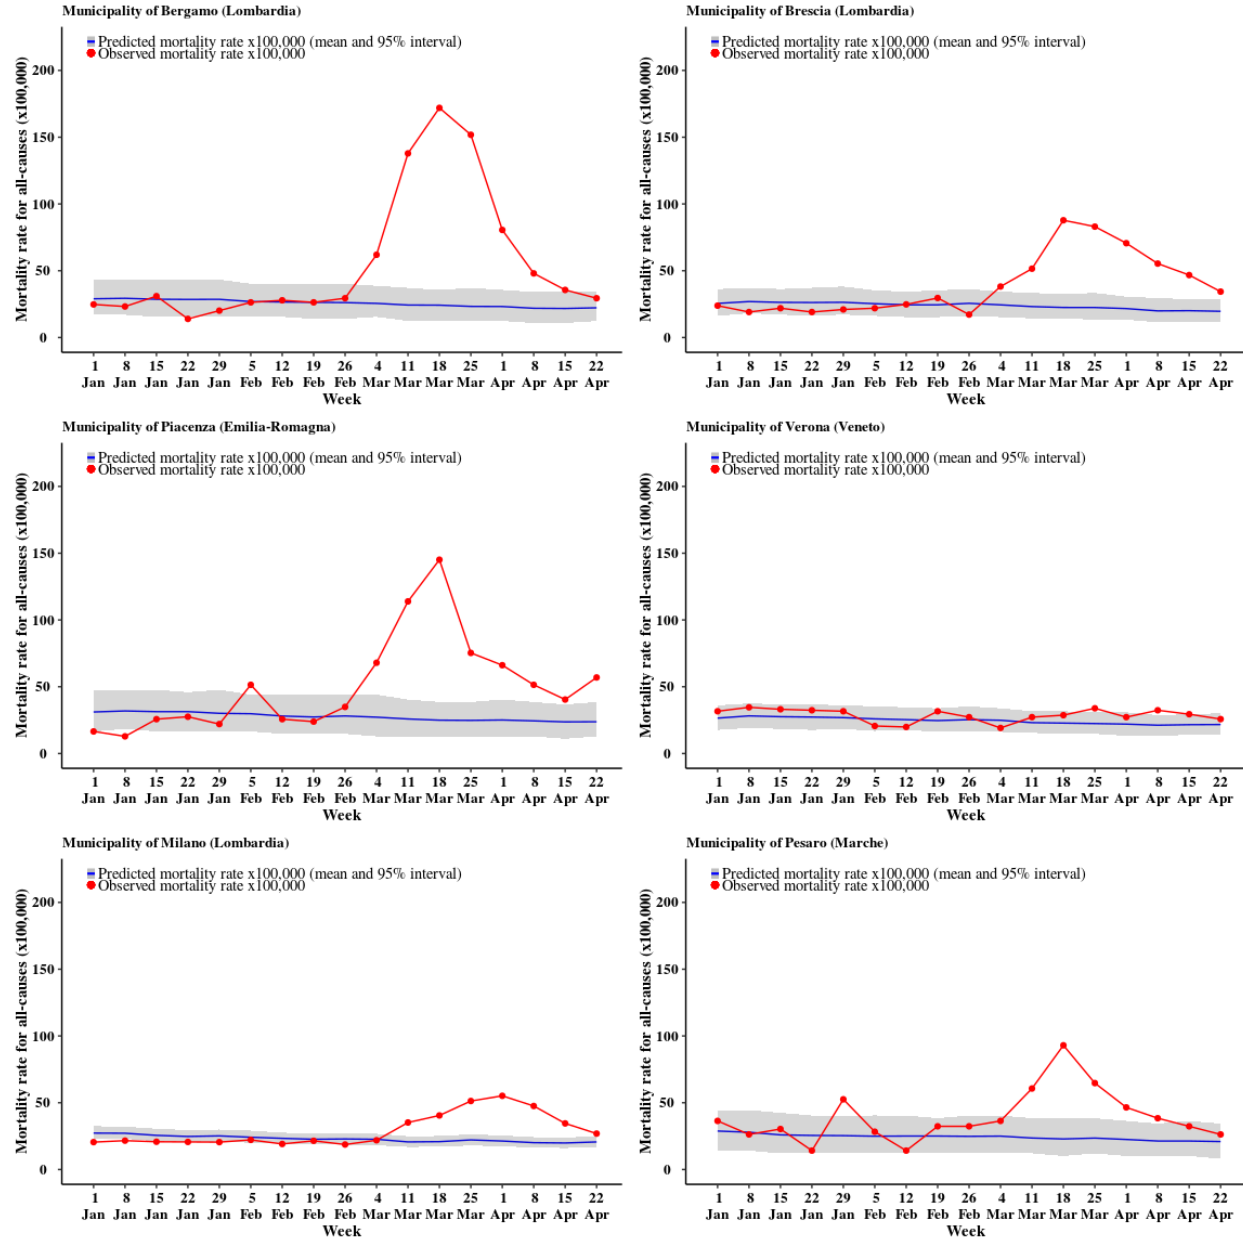 Municipality of Bergamo (Lombardia)
Predicted mortality rate x100,000 (mean and 95% interval)
Observed mortality rate x100,000
Mortality rate for all-causes (x100,000)
200
150
100
50
0
1 8 15 22 29 5 12 19 26 4 11 18 25 1 8 15 22
Jan Jan Jan Jan Jan Feb Feb Feb Feb Mar Mar Mar Mar Apr Apr Apr Apr
Week
Municipality of Brescia (Lombardia)
Predicted mortality rate x100,000 (mean and 95% interval)
Observed mortality rate x100,000
Mortality rate for all-causes (x100,000)
200
150
100
50
0
1 8 15 22 29 5 12 19 26 4 11 18 25 1 8 15 22
Jan Jan Jan Jan Jan Feb Feb Feb Feb Mar Mar Mar Mar Apr Apr Apr Apr
Week
Municipality of Piacenza (Emilia-Romagna)
Predicted mortality rate x100,000 (mean and 95% interval)
Observed mortality rate x100,000
Mortality rate for all-causes (x100,000)
200
150
100
50
0
1 8 15 22 29 5 12 19 26 4 11 18 25 1 8 15 22
Jan Jan Jan Jan Jan Feb Feb Feb Feb Mar Mar Mar Mar Apr Apr Apr Apr
Week
Municipality of Verona (Veneto)
Predicted mortality rate x100,000 (mean and 95% interval)
Observed mortality rate x100,000
Mortality rate for all-causes (x100,000)
200
150
100
50
0
1 8 15 22 29 5 12 19 26 4 11 18 25 1 8 15 22
Jan Jan Jan Jan Jan Feb Feb Feb Feb Mar Mar Mar Mar Apr Apr Apr Apr
Week
Municipality of Milano (Lombardia)
Predicted mortality rate x100,000 (mean and 95% interval)
Observed mortality rate x100,000
Mortality rate for all-causes (x100,000)
200
150
100
50
0
1 8 15 22 29 5 12 19 26 4 11 18 25 1 8 15 22
Jan Jan Jan Jan Jan Feb Feb Feb Feb Mar Mar Mar Mar Apr Apr Apr Apr
Week
Municipality of Pesaro (Marche)
Predicted mortality rate x100,000 (mean and 95% interval)
Observed mortality rate x100,000
Mortality rate for all-causes (x100,000)
200
150
100
50
0
1 8 15 22 29 5 12 19 26 4 11 18 25 1 8 15 22
Jan Jan Jan Jan Jan Feb Feb Feb Feb Mar Mar Mar Mar Apr Apr Apr Apr
Week